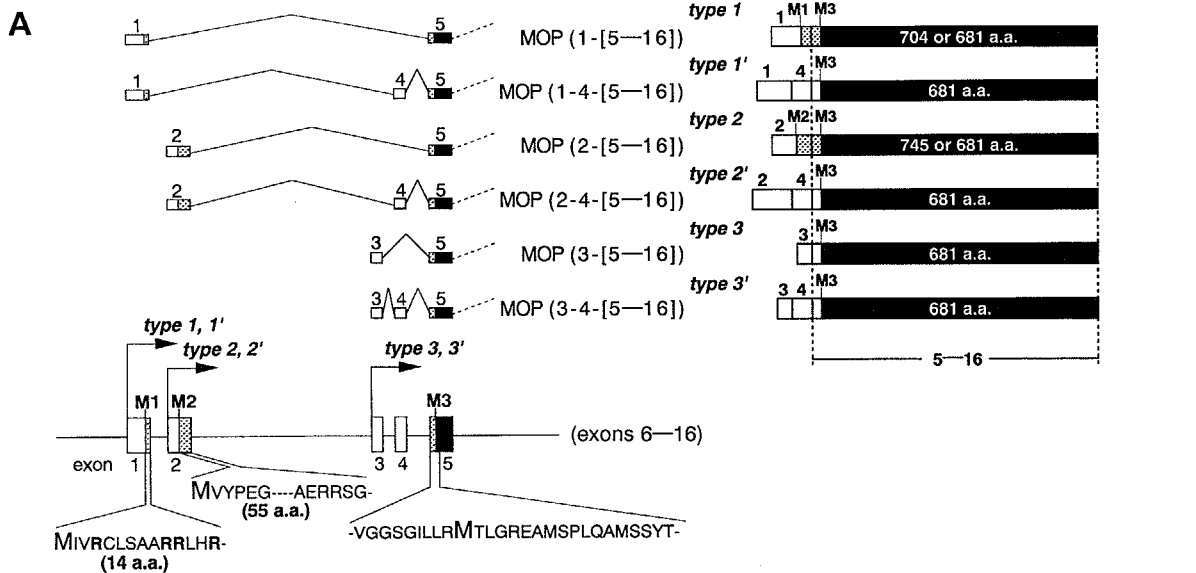 A
1 5 MOP (1-[5—16]) type 1 1 M1 M3 704 or 681 a.a.
1 4 5 MOP (1-4-[5—16]) type 1' 1 4 M3 681 a.a.
2 5 MOP (2-[5—16]) type 2 2 M2 M3 745 or 681 a.a.
2 4 5 MOP (2-4-[5—16]) type 2' 2 4 M3 681 a.a.
3 5 MOP (3-[5—16]) type 3 3 M3 681 a.a.
3 4 5 MOP (3-4-[5—16]) type 3' 3 4 M3 681 a.a.
5—16
type 1, 1'
type 2, 2'
type 3, 3'
M1 M2 M3
(exons 6—16)
exon 1 2 3 4 5
MVYPEG----AERRSG-
(55 a.a.)
-VGGSGILLRMTLGREAMSPLQAMSSYT-
MIVRCLSAARRLHR-
(14 a.a.)